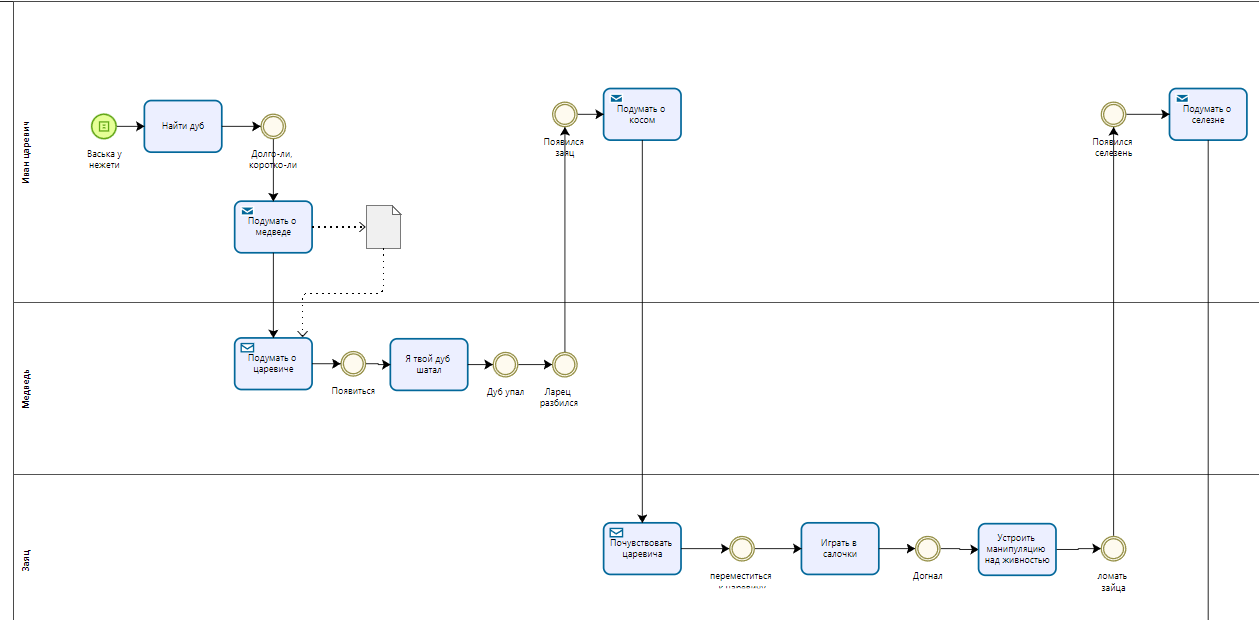 Иван царевич
Васька у
нежети
Найти дуб
Долго-ли,
коротко-ли
Подумать о
медведе
Появился
заяц
Подумать о
косом
Появился
селезень
Подумать о
селезне
Медведь
Подумать о
царевиче
Появиться
Я твой дуб
шатал
Дуб упал
Ларец
разбился
Заяц
Почувствовать
царевича
переместиться
Играть в
салочки
Догнал
Устроить
манипуляцию
над живностью
ломать
зайца